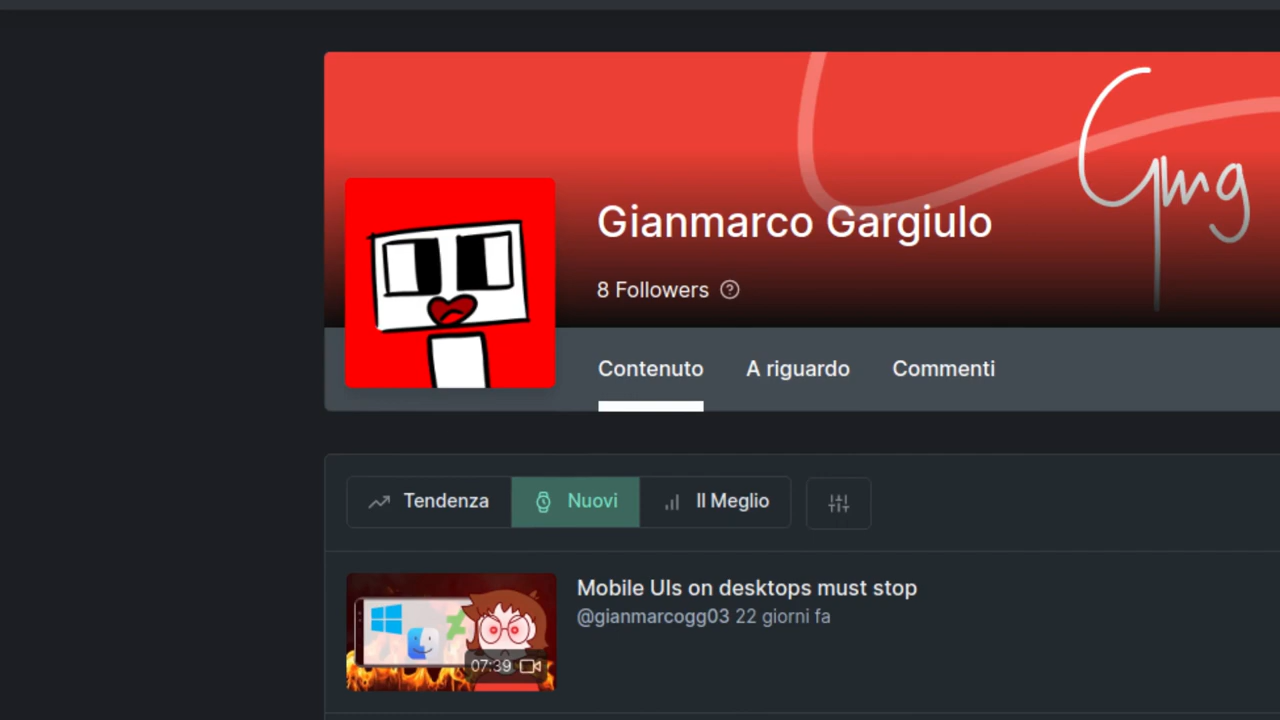 Gmg
Gianmarco Gargiulo
8 Followers
Contenuto A riguardo Commenti
Tendenza Nuovi Il Meglio
Mobile UIs on desktops must stop
@gianmarcogg03 22 giorni fa
07:39